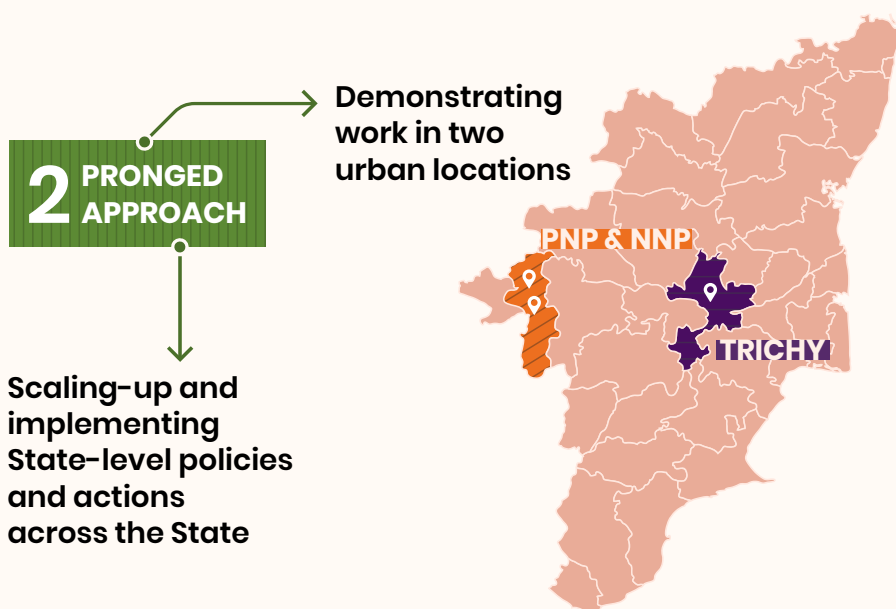 2 PRONGED
APPROACH
Demonstrating
work in two
urban locations
PNP & NNP
TRICHY
Scaling-up and
implementing
State-level policies
and actions
across the State